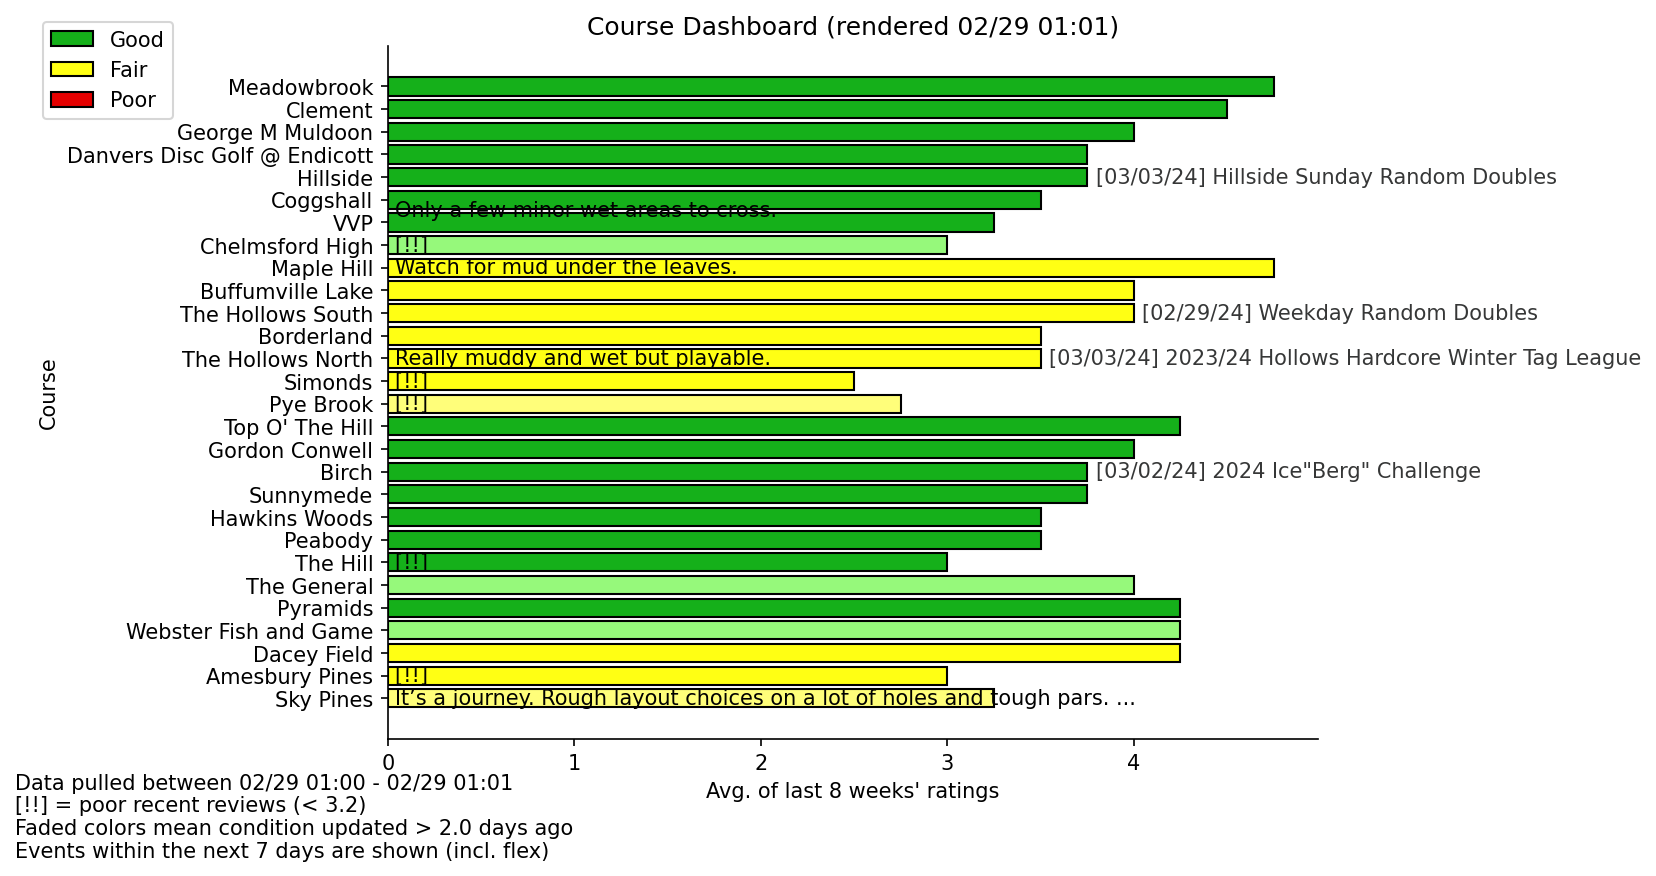 Course Dashboard (rendered 02/29 01:01)
Good
Fair
Poor
Meadowbrook
Clement
George M Muldoon
Danvers Disc Golf @ Endicott
Hillside [03/03/24] Hillside Sunday Random Doubles
Coggshall
Only a few minor wet areas to cross.
VVP
Chelmsford High [!!]
Maple Hill Watch for mud under the leaves.
Buffumville Lake
The Hollows South [02/29/24] Weekday Random Doubles
Borderland
The Hollows North Really muddy and wet but playable. [03/03/24] 2023/24 Hollows Hardcore Winter Tag League
Simonds [!!]
Pye Brook [!!]
Top O' The Hill
Gordon Conwell
Birch [03/02/24] 2024 Ice"Berg" Challenge
Sunnymede
Hawkins Woods
Peabody
The Hill [!!]
The General
Pyramids
Webster Fish and Game
Dacey Field
Amesbury Pines [!!]
Sky Pines It’s a journey. Rough layout choices on a lot of holes and tough pars. ...
Course
0 1 2 3 4
Avg. of last 8 weeks' ratings
Data pulled between 02/29 01:00 - 02/29 01:01
[!!] = poor recent reviews (< 3.2)
Faded colors mean condition updated > 2.0 days ago
Events within the next 7 days are shown (incl. flex)